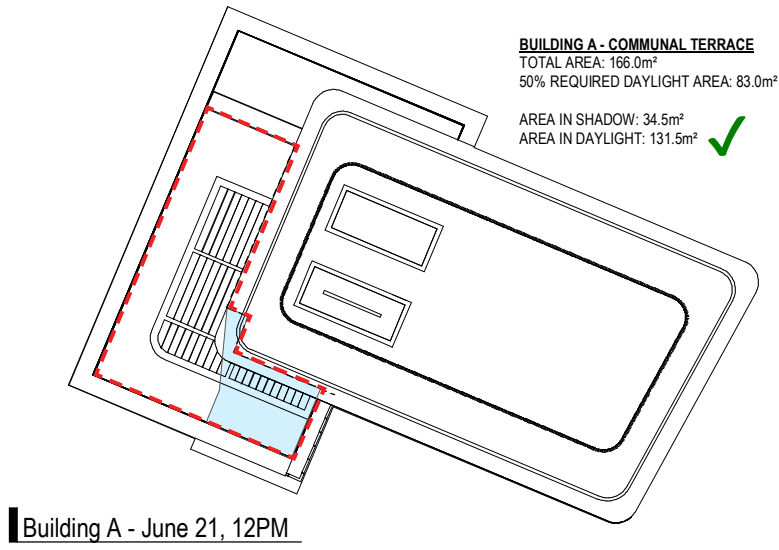 BUILDING A - COMMUNAL TERRACE
TOTAL AREA: 166.0m²
50% REQUIRED DAYLIGHT AREA: 83.0m²
AREA IN SHADOW: 34.5m²
AREA IN DAYLIGHT: 131.5m²
Building A - June 21, 12PM